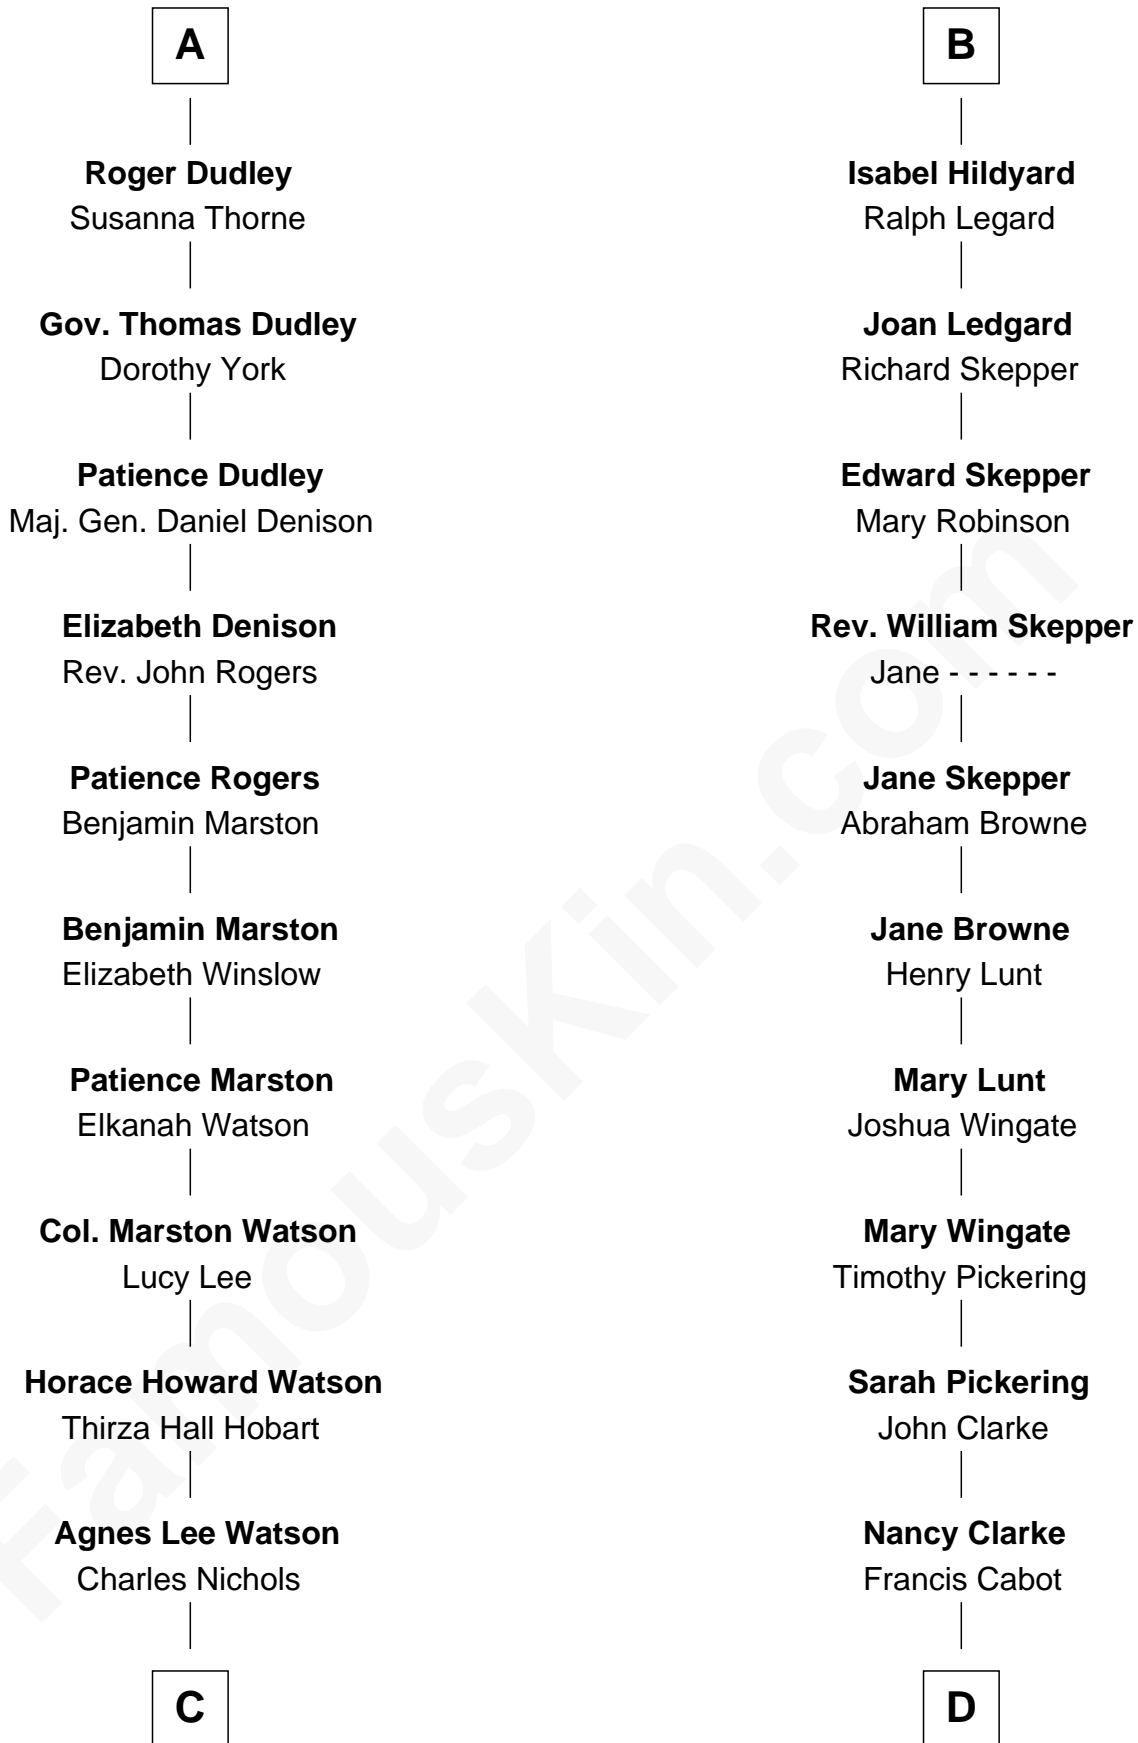 A
Roger Dudley
Susanna Thorne
Gov. Thomas Dudley
Dorothy York
Patience Dudley
Maj. Gen. Daniel Denison
Elizabeth Denison
Rev. John Rogers
Patience Rogers
Benjamin Marston
Benjamin Marston
Elizabeth Winslow
Patience Marston
Elkanah Watson
Col. Marston Watson
Lucy Lee
Horace Howard Watson
Thirza Hall Hobart
Agnes Lee Watson
Charles Nichols
C
B
Isabel Hildyard
Ralph Legard
Joan Ledgard
Richard Skepper
Edward Skepper
Mary Robinson
Rev. William Skepper
Jane - - - - - -
Jane Skepper
Abraham Browne
Jane Browne
Henry Lunt
Mary Lunt
Joshua Wingate
Mary Wingate
Timothy Pickering
Sarah Pickering
John Clarke
Nancy Clarke
Francis Cabot
D
FamousKin.com